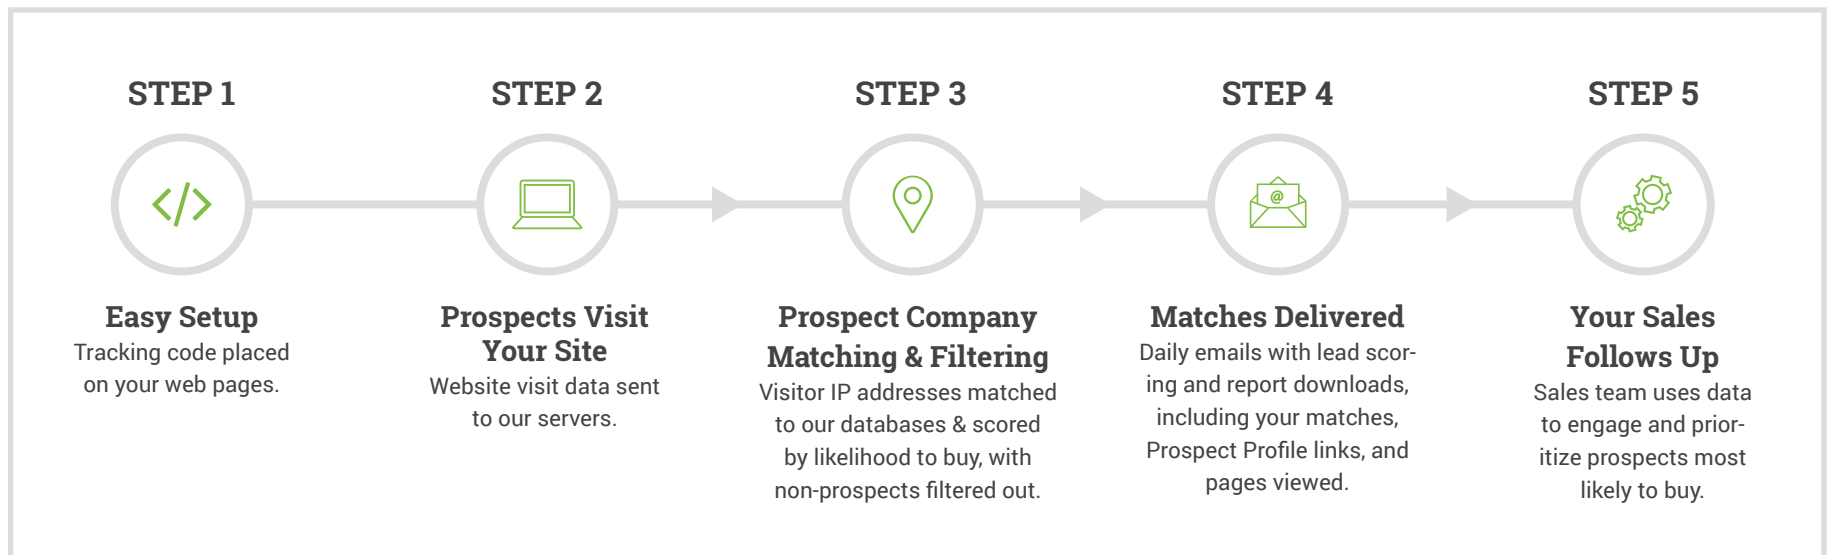 STEP 1
Easy Setup
Tracking code placed
on your web pages.
STEP 2
Prospects Visit
Your Site
Website visit data sent
to our servers.
STEP 3
Prospect Company
Matching & Filtering
Visitor IP addresses matched
to our databases & scored
by likelihood to buy, with
non-prospects filtered out.
STEP 4
@
Matches Delivered
Daily emails with lead scor-
ing and report downloads,
including your matches,
Prospect Profile links, and
pages viewed.
STEP 5
Your Sales
Follows Up
Sales team uses data
to engage and prior-
itize prospects most
likely to buy.